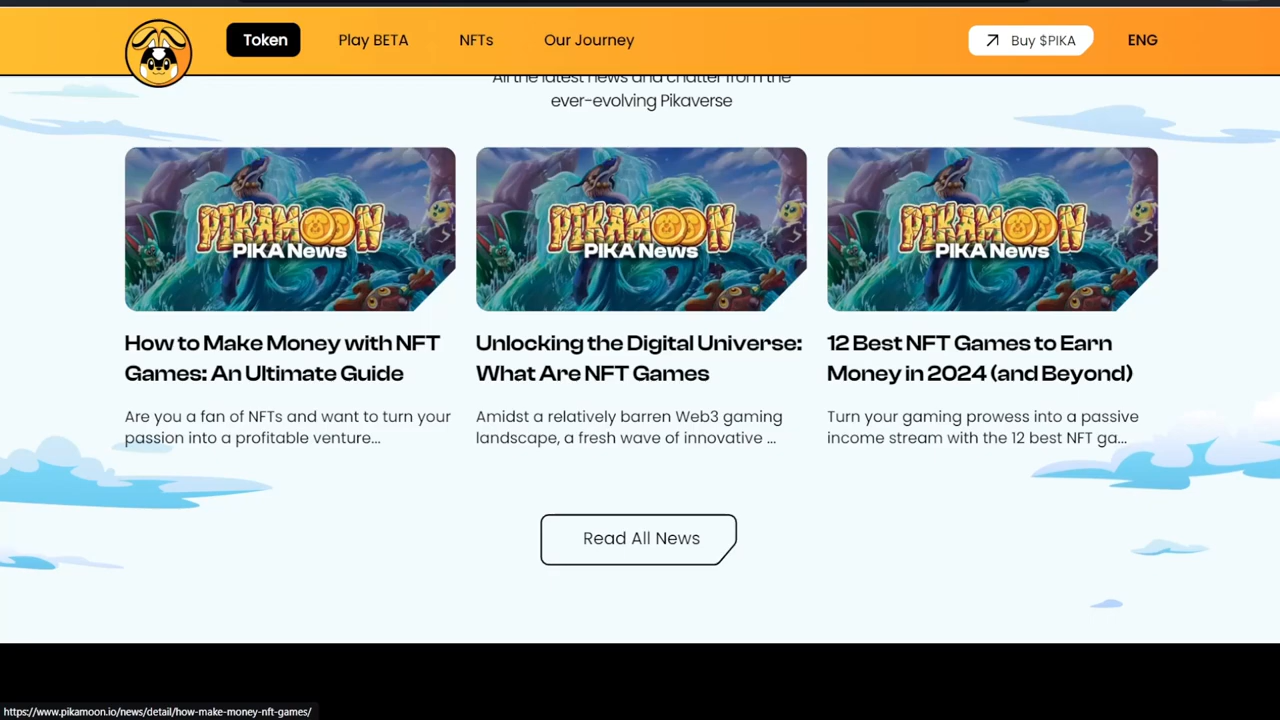 Token
Play BETA
NFTs
Our Journey
Buy $PIKA
ENG
All the latest news and chatter from the
ever-evolving Pikaverse
PIKAMOON
PIKA News
PIKAMOON
PIKA News
PIKAMOON
PIKA News
How to Make Money with NFT
Games: An Ultimate Guide
Are you a fan of NFTs and want to turn your
passion into a profitable venture...
Unlocking the Digital Universe:
What Are NFT Games
Amidst a relatively barren Web3 gaming
landscape, a fresh wave of innovative ...
12 Best NFT Games to Earn
Money in 2024 (and Beyond)
Turn your gaming prowess into a passive
income stream with the 12 best NFT ga...
Read All News
https://www.pikamoon.io/news/detail/how-make-money-nft-games/